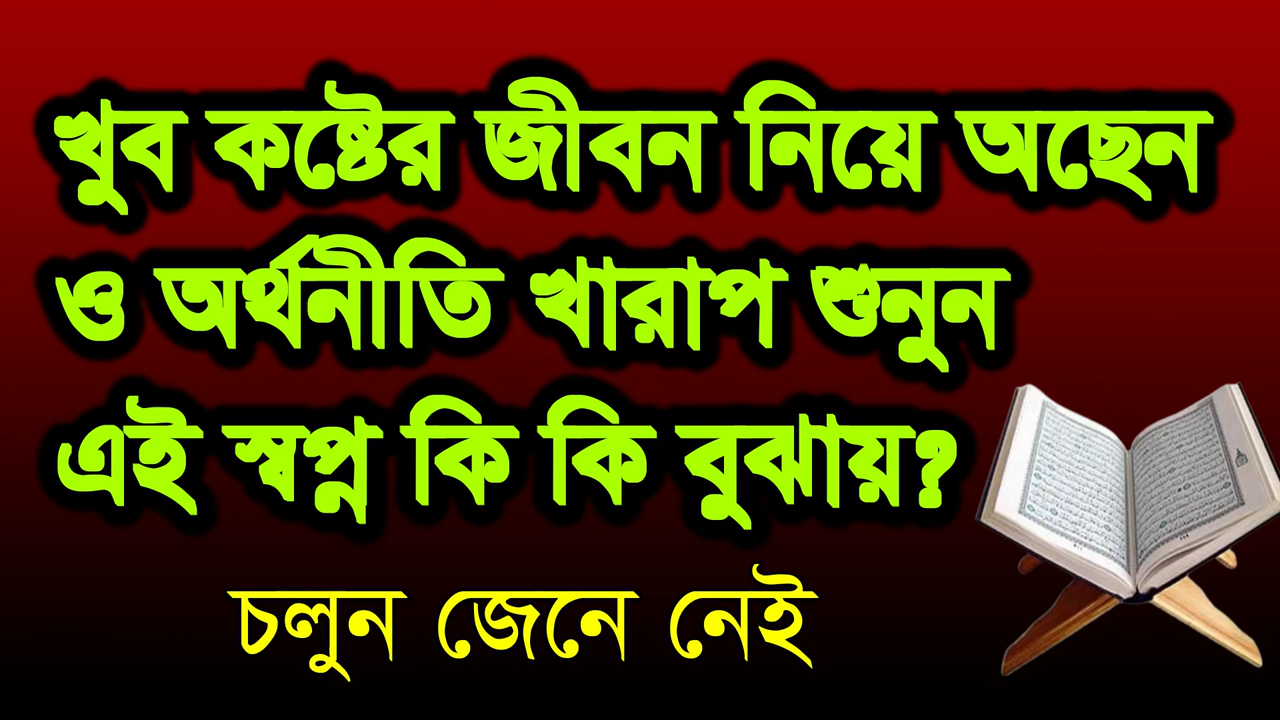 খুব কষ্টের জীবন নিয়ে অছেন
ও অর্থনীতি খারাপ শুনুন
এই স্বপ্ন কি কি বুঝায়?
চলুন জেনে নেই